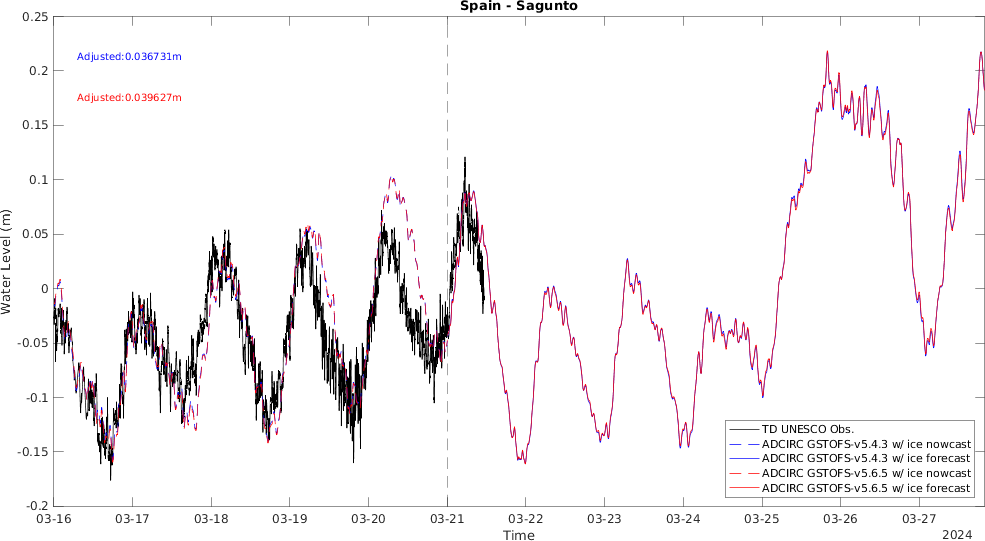 Spain - Sagunto
0.25
0.2
0.15
0.1
0.05
0
-0.05
-0.1
-0.15
-0.2
Water Level (m)
Adjusted:0.036731m
Adjusted:0.039627m
TD UNESCO Obs.
ADCIRC GSTOFS-v5.4.3 w/ ice nowcast
ADCIRC GSTOFS-v5.4.3 w/ ice forecast
ADCIRC GSTOFS-v5.6.5 w/ ice nowcast
ADCIRC GSTOFS-v5.6.5 w/ ice forecast
03-16 03-17 03-18 03-19 03-20 03-21 03-22 03-23 03-24 03-25 03-26 03-27
Time
2024